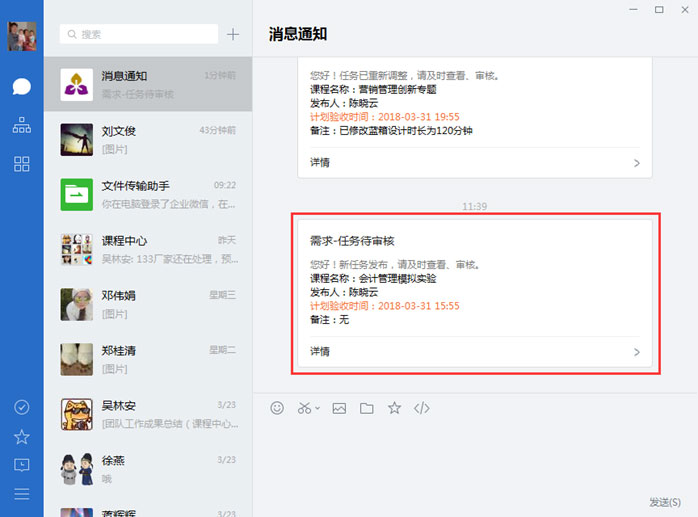 搜索
消息通知
1分钟前
需求-任务待审核
刘文俊
43分钟前
[图片]
文件传输助手
09:22
你在电脑登录了企业微信，在...
课程中心
昨天
吴林安: 133厂家还在处理，预...
邓伟娟
星期三
[图片]
郑桂清
星期二
[图片]
吴林安
3/23
[团队工作成果总结（课程中心...
徐燕
3/23
哦
3/23
消息通知
您好！任务已重新调整，请及时查看、审核。
课程名称：营销管理创新专题
发布人：陈晓云
计划验收时间：2018-03-31 19:55
备注：已修改蓝箱设计时长为120分钟
详情
11:39
需求-任务待审核
您好！新任务发布，请及时查看、审核。
课程名称：会计管理模拟实验
发布人：陈晓云
计划验收时间：2018-03-31 15:55
备注：无
详情
发送(S)